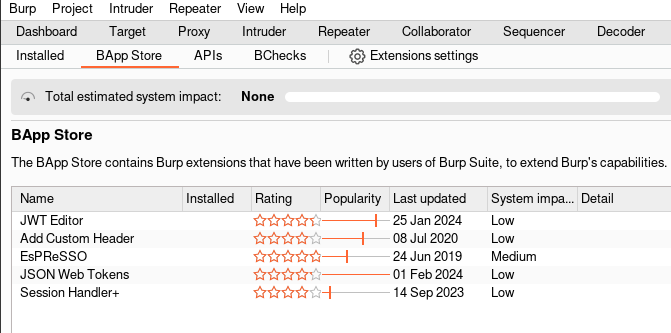 Burp Project Intruder Repeater View Help
Dashboard Target Proxy Intruder Repeater Collaborator Sequencer Decoder
Installed BApp Store APIs BChecks Extensions settings
Total estimated system impact: None
BApp Store
The BApp Store contains Burp extensions that have been written by users of Burp Suite, to extend Burp's capabilities.
Name Installed Rating Popularity Last updated System impa... Detail
JWT Editor 25 Jan 2024 Low
Add Custom Header 08 Jul 2020 Low
EsPReSSO 24 Jun 2019 Medium
JSON Web Tokens 01 Feb 2024 Low
Session Handler+ 14 Sep 2023 Low